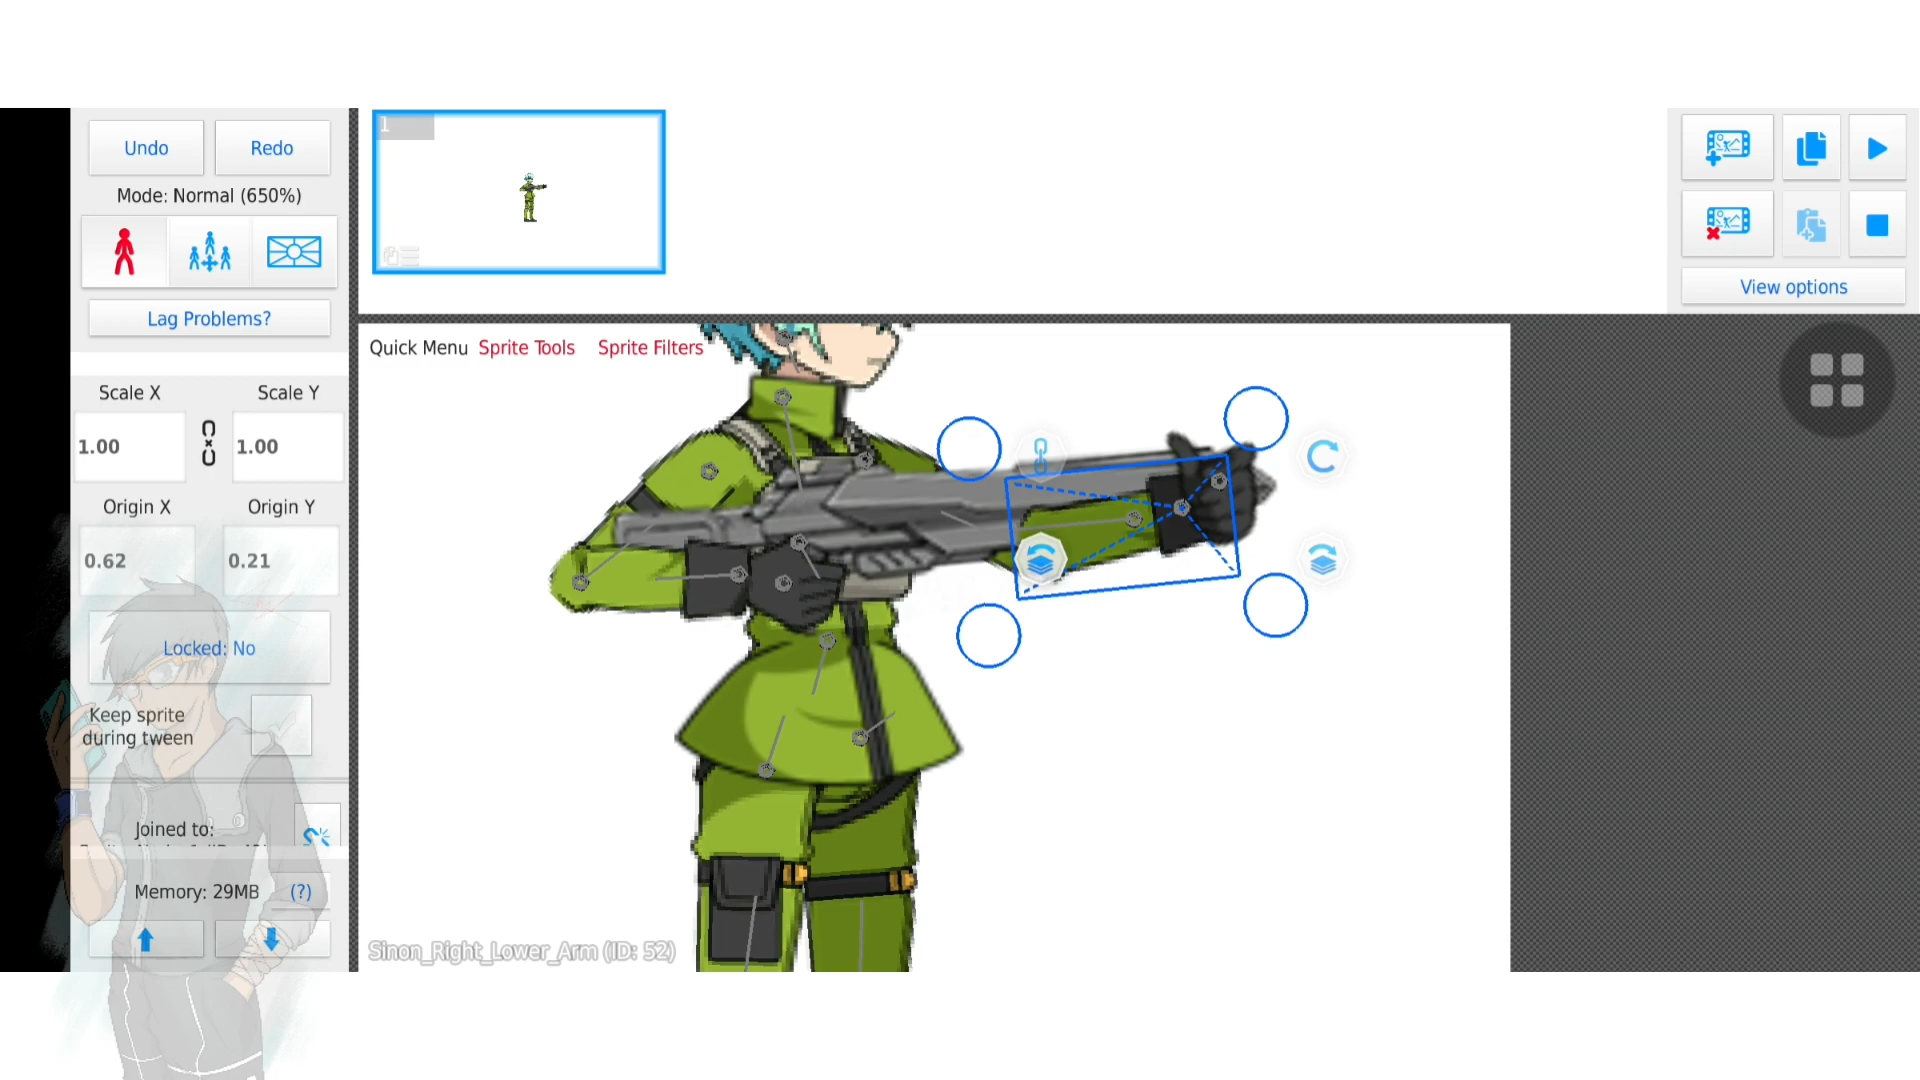 Undo
Redo
Mode: Normal (650%)
Lag Problems?
Scale X
Scale Y
1.00
1.00
Origin X
Origin Y
0.62
0.21
Locked: No
Keep sprite
during tween
Joined to:
Memory: 29MB
(?)
1
View options
Quick Menu
Sprite Tools
Sprite Filters
Sinon_Right_Lower_Arm (ID: 52)